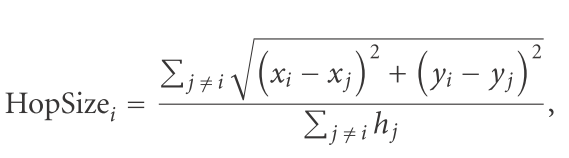 HopSize_i = \frac{\sum_{j \neq i} \sqrt{(x_i - x_j)^2 + (y_i - y_j)^2}}{\sum_{j \neq i} h_j},